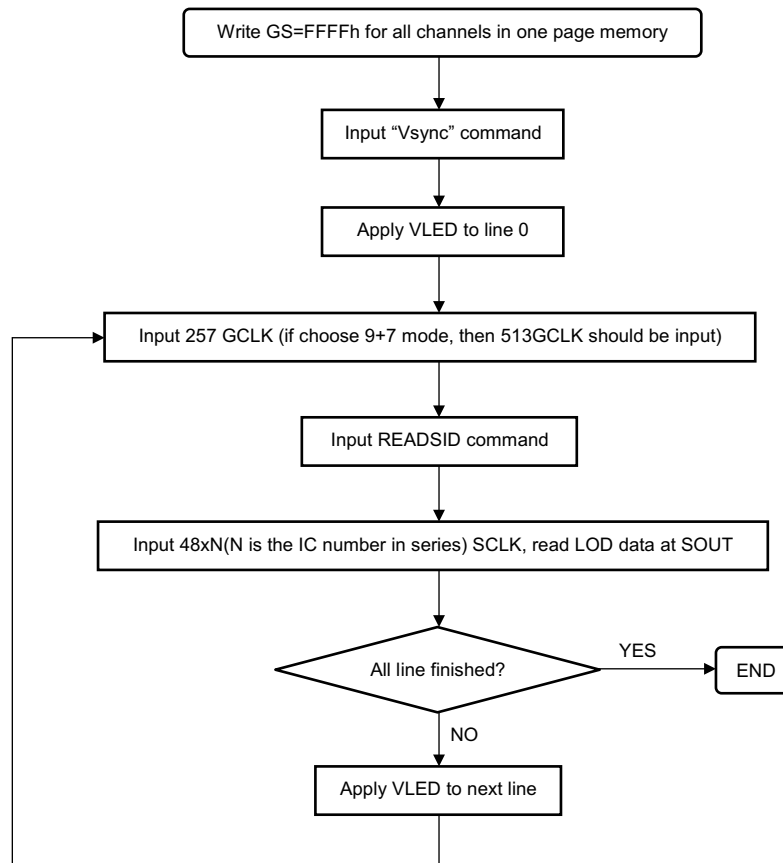 Write GS=FFFFh for all channels in one page memory
Input “Vsync” command
Apply VLED to line 0
Input 257 GCLK (if choose 9+7 mode, then 513GCLK should be input)
Input READSID command
Input 48xN(N is the IC number in series) SCLK, read LOD data at SOUT
All line finished?
YES
END
NO
Apply VLED to next line